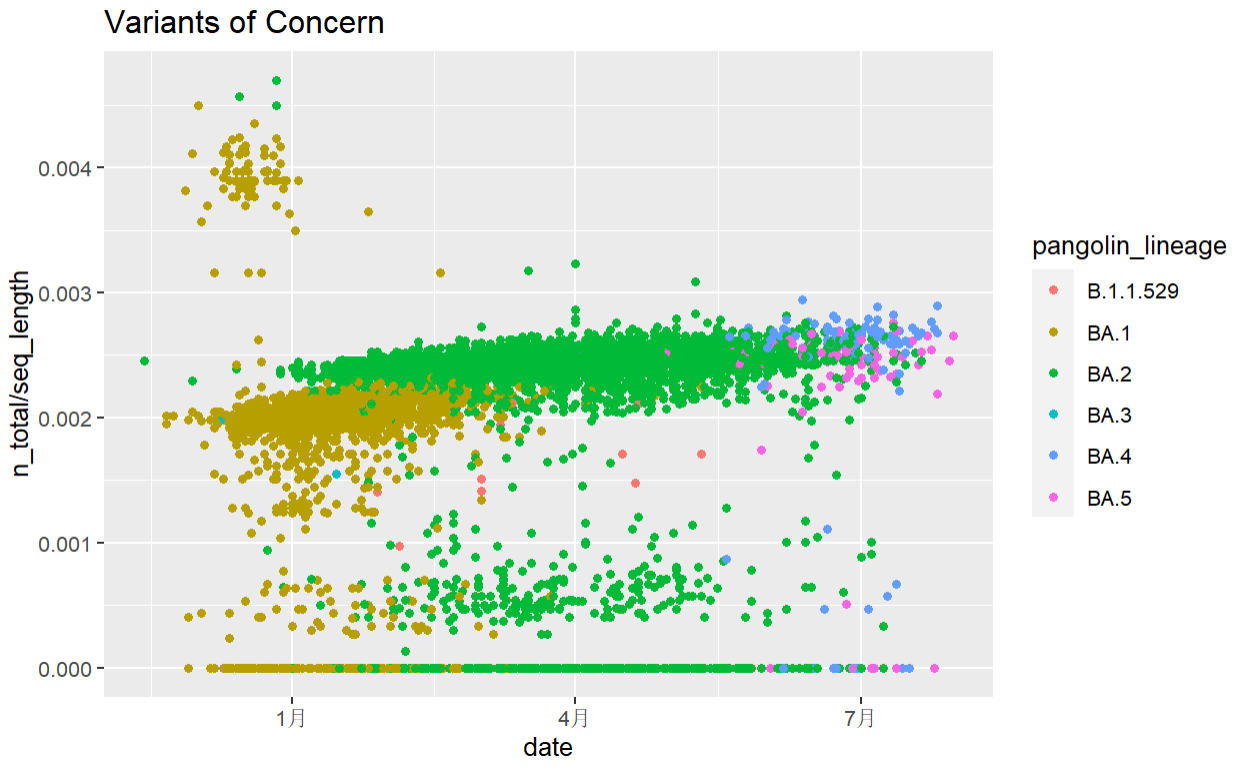 Variants of Concern
n_total/seq_length
0.004
0.003
0.002
0.001
0.000
1月
4月
7月
date
pangolin_lineage
B.1.1.529
BA.1
BA.2
BA.3
BA.4
BA.5